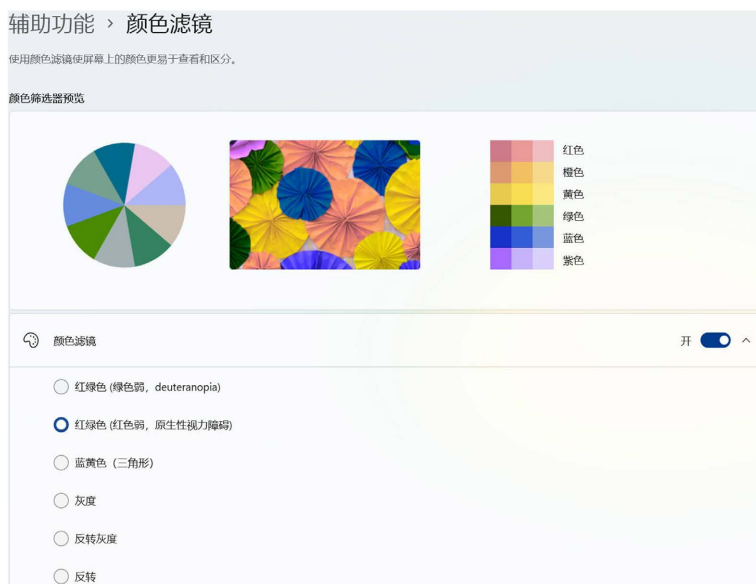 辅助功能 › 颜色滤镜
使用颜色滤镜使屏幕上的颜色更易于查看和区分。
颜色筛选器预览
红色
橙色
黄色
绿色
蓝色
紫色
颜色滤镜 开
红绿色 (绿色弱，deuteranopia)
红绿色 (红色弱，原生性视力障碍)
蓝黄色（三角形）
灰度
反转灰度
反转